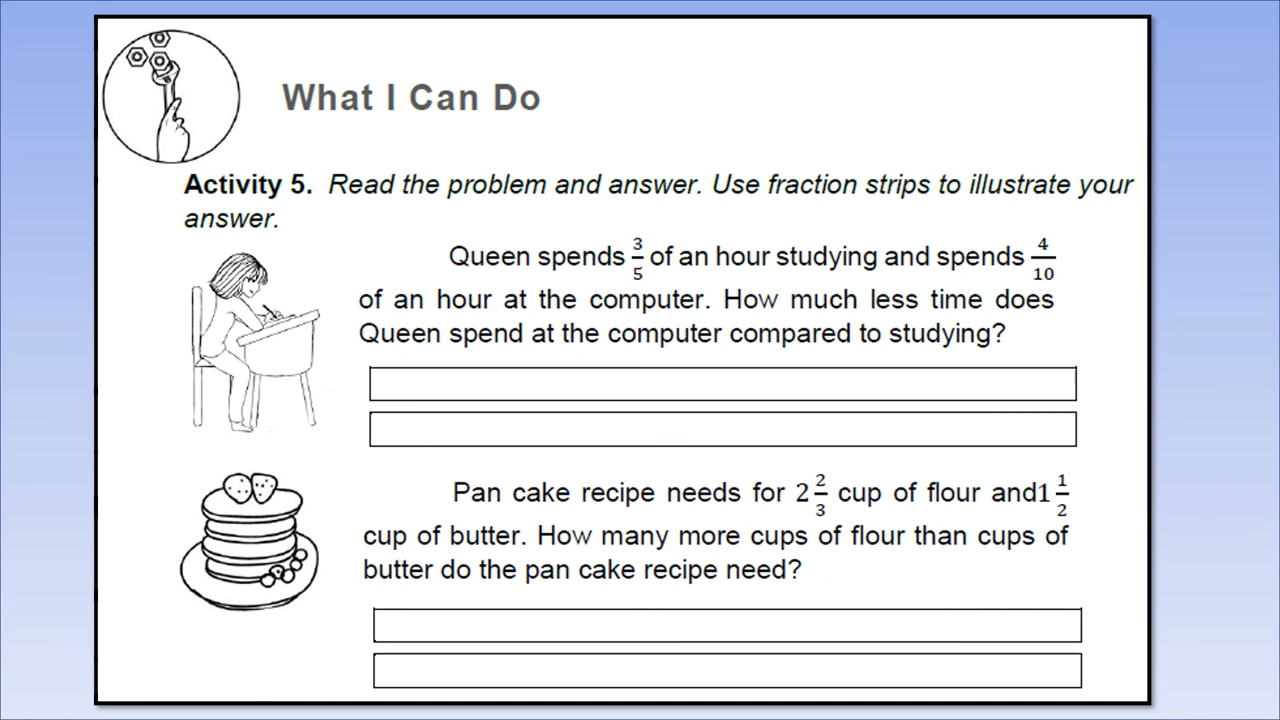 What I Can Do
Activity 5. Read the problem and answer. Use fraction strips to illustrate your
answer.
Queen spends 3/5 of an hour studying and spends 4/10
of an hour at the computer. How much less time does
Queen spend at the computer compared to studying?
Pan cake recipe needs for 2 2/3 cup of flour and1 1/2
cup of butter. How many more cups of flour than cups of
butter do the pan cake recipe need?